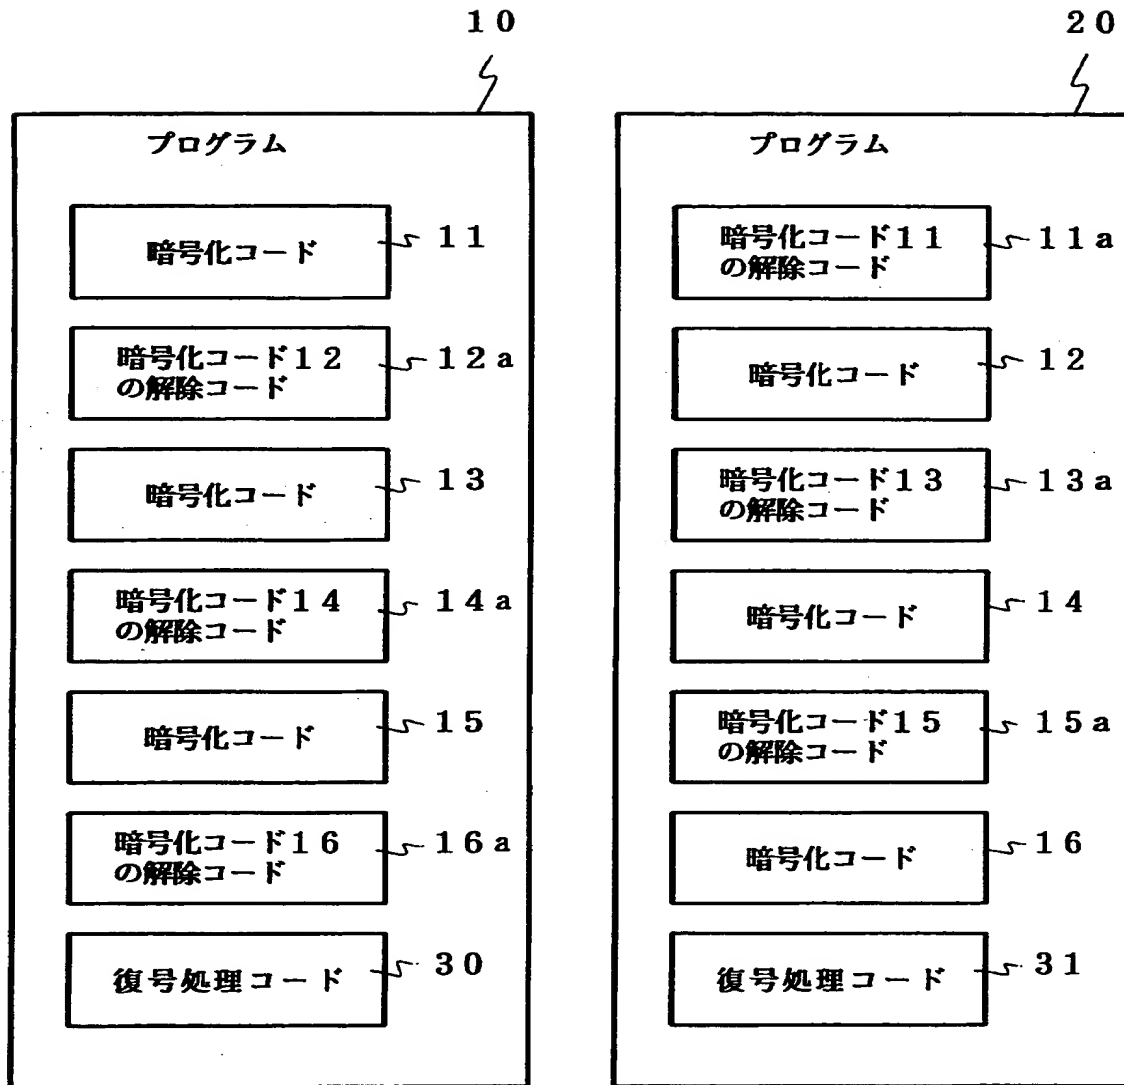 １０
プログラム
暗号化コード
１１
暗号化コード１２
の解除コード
１２ａ
暗号化コード
１３
暗号化コード１４
の解除コード
１４ａ
暗号化コード
１５
暗号化コード１６
の解除コード
１６ａ
復号処理コード
３０
２０
プログラム
暗号化コード１１
の解除コード
１１ａ
暗号化コード
１２
暗号化コード１３
の解除コード
１３ａ
暗号化コード
１４
暗号化コード１５
の解除コード
１５ａ
暗号化コード
１６
復号処理コード
３１